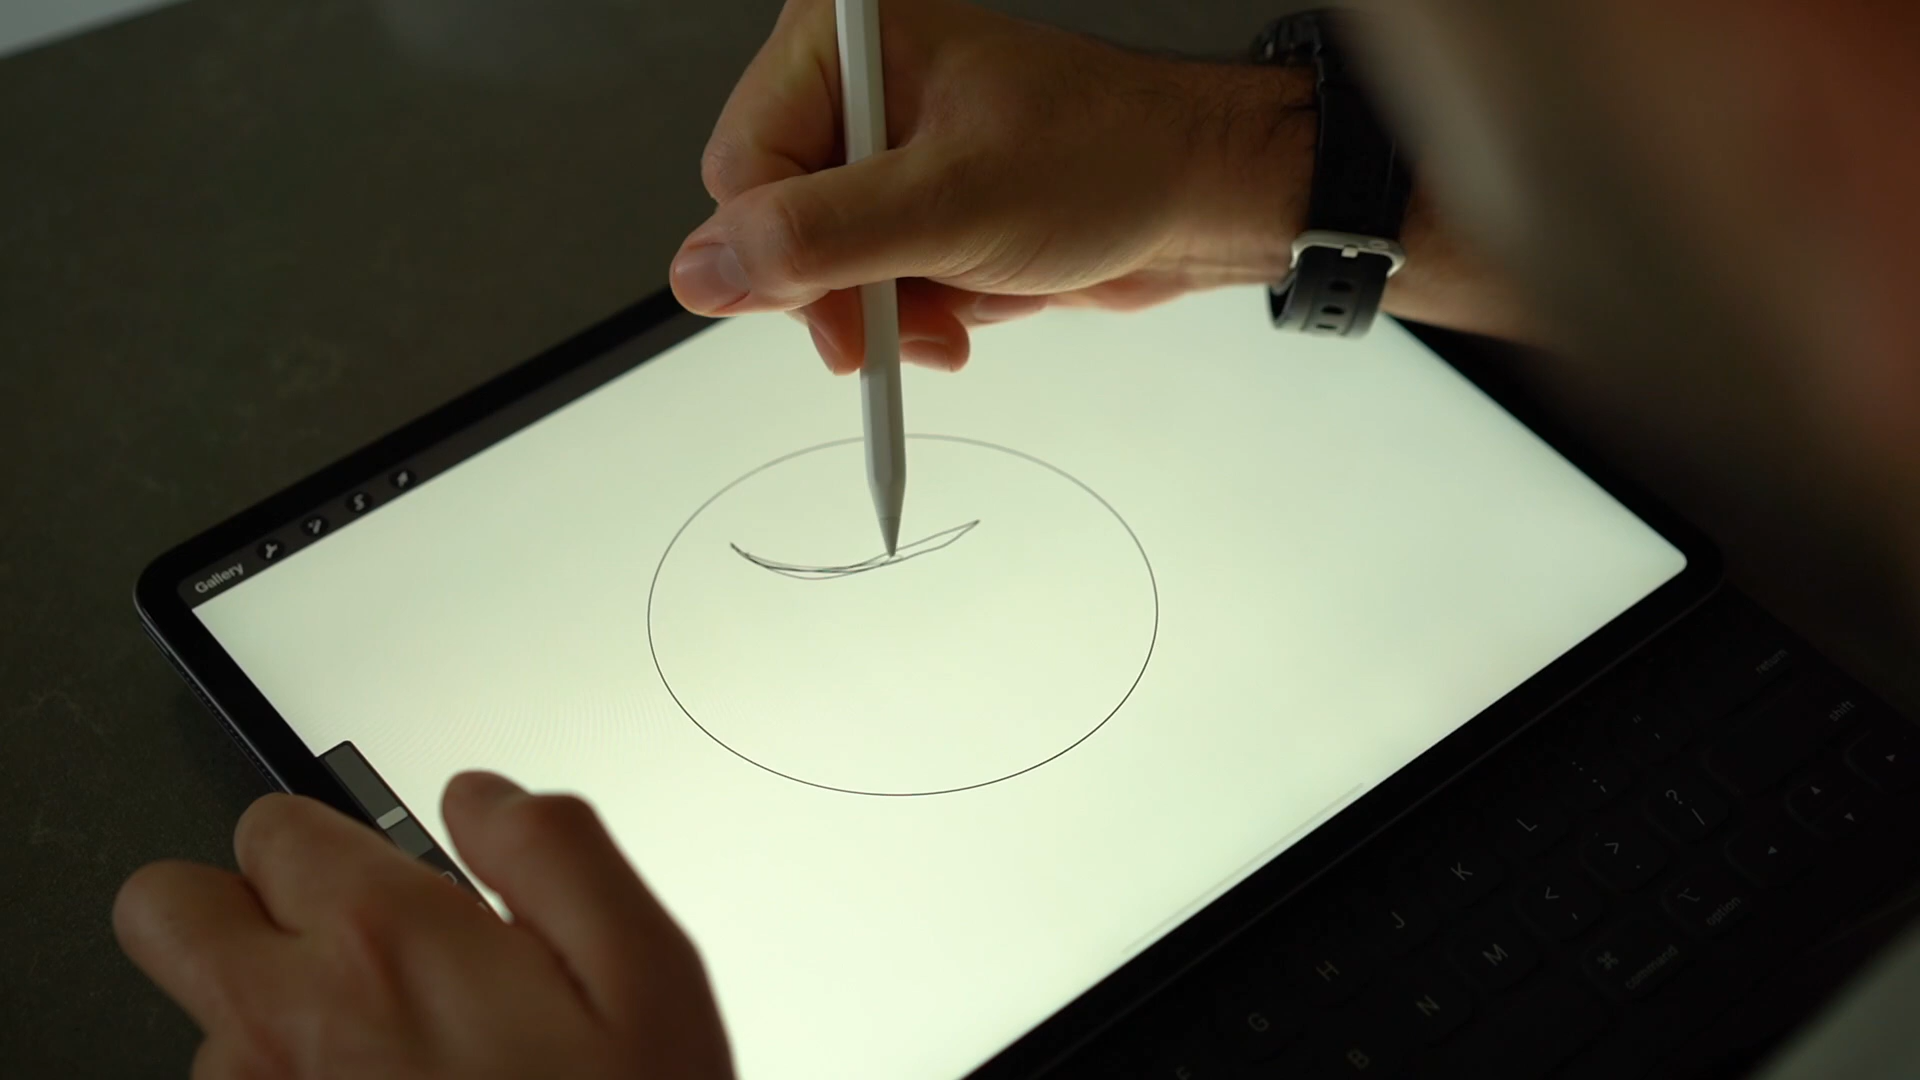 Gallery
return
" '
shift
: ;
L
? /
K
> .
J
< ,
option
H
M
⌘
command
G
N
B
F